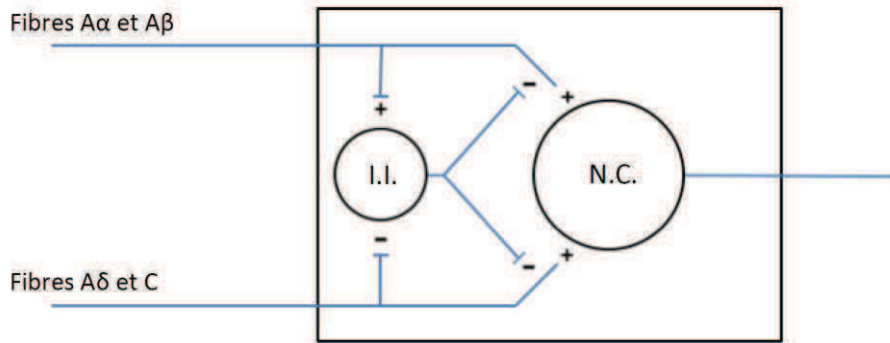 Fibres Aα et Aβ
-
+
+
I.I.
N.C.
-
-
+
Fibres Aδ et C